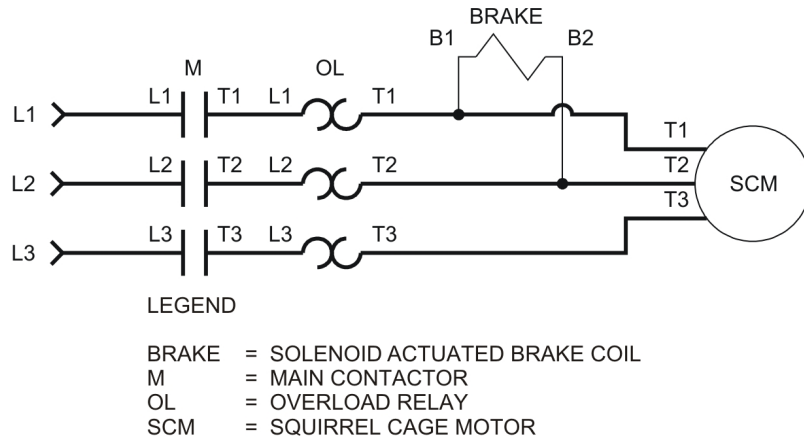 BRAKE
B1 B2
M OL
L1 L1 T1 L1 T1 T1
L2 L2 T2 L2 T2 T2 SCM
L3 L3 T3 L3 T3 T3
LEGEND
BRAKE = SOLENOID ACTUATED BRAKE COIL
M = MAIN CONTACTOR
OL = OVERLOAD RELAY
SCM = SQUIRREL CAGE MOTOR